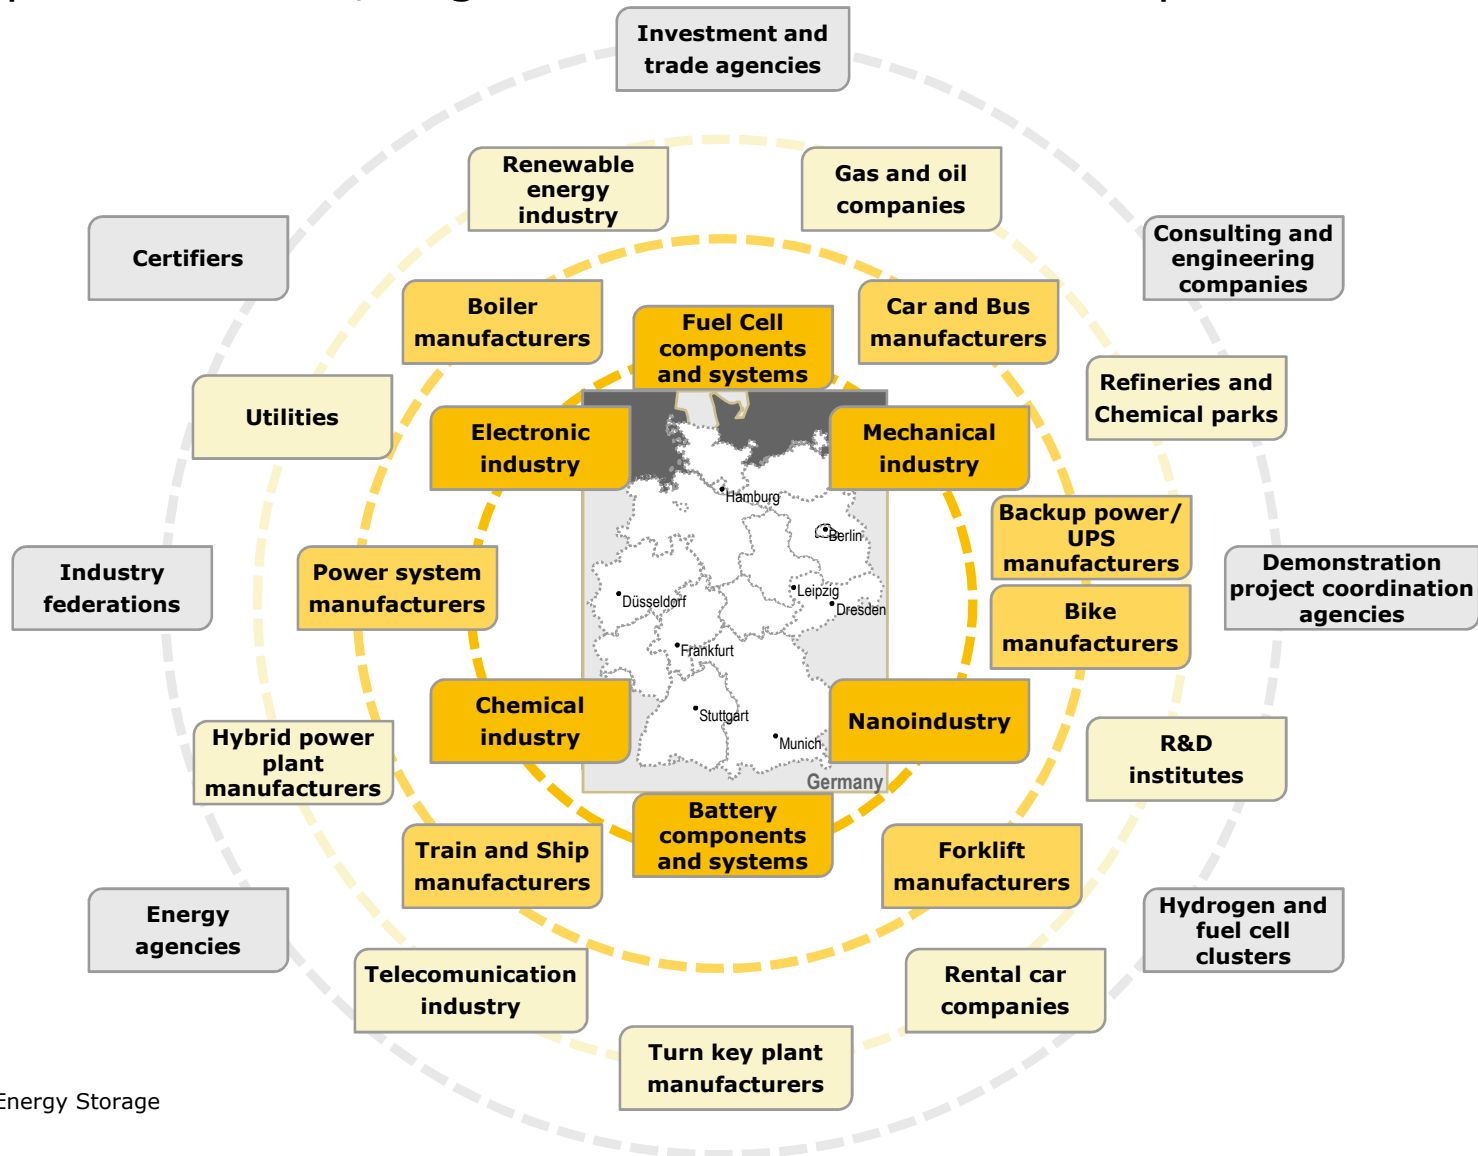 Investment and
trade agencies
Renewable
energy
industry
Gas and oil
companies
Certifiers
Consulting and
engineering
companies
Boiler
manufacturers
Fuel Cell
components
and systems
Car and Bus
manufacturers
Utilities
Refineries and
Chemical parks
Electronic
industry
Mechanical
industry
Hamburg
Berlin
Backup power/
UPS
manufacturers
Industry
federations
Power system
manufacturers
Düsseldorf
Leipzig
Dresden
Demonstration
project coordination
agencies
Bike
manufacturers
Frankfurt
Chemical
industry
Stuttgart
Munich
Nanoindustry
Germany
Hybrid power
plant
manufacturers
R&D
institutes
Battery
components
and systems
Train and Ship
manufacturers
Forklift
manufacturers
Energy
agencies
Hydrogen and
fuel cell
clusters
Telecomunication
industry
Rental car
companies
Turn key plant
manufacturers
Energy Storage